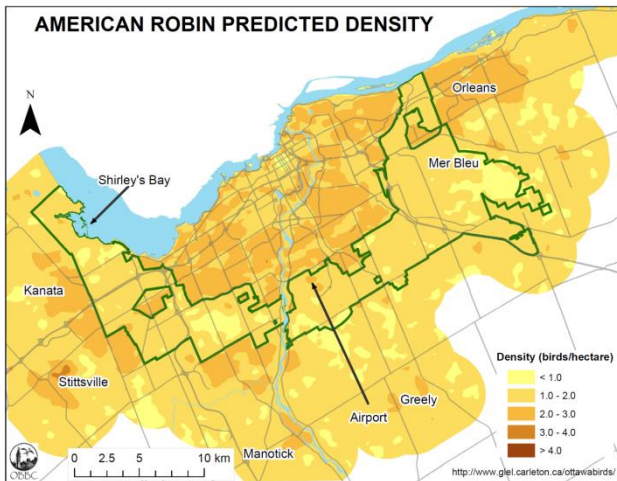 AMERICAN ROBIN PREDICTED DENSITY
N
Orleans
Mer Bleu
Shirley's Bay
Kanata
Stittsville
Density (birds/hectare)
< 1.0
1.0 - 2.0
2.0 - 3.0
3.0 - 4.0
> 4.0
Greely
Airport
Manotick
0 2.5 5 10 km
OBBC
http://www.glel.carleton.ca/ottawabirds/